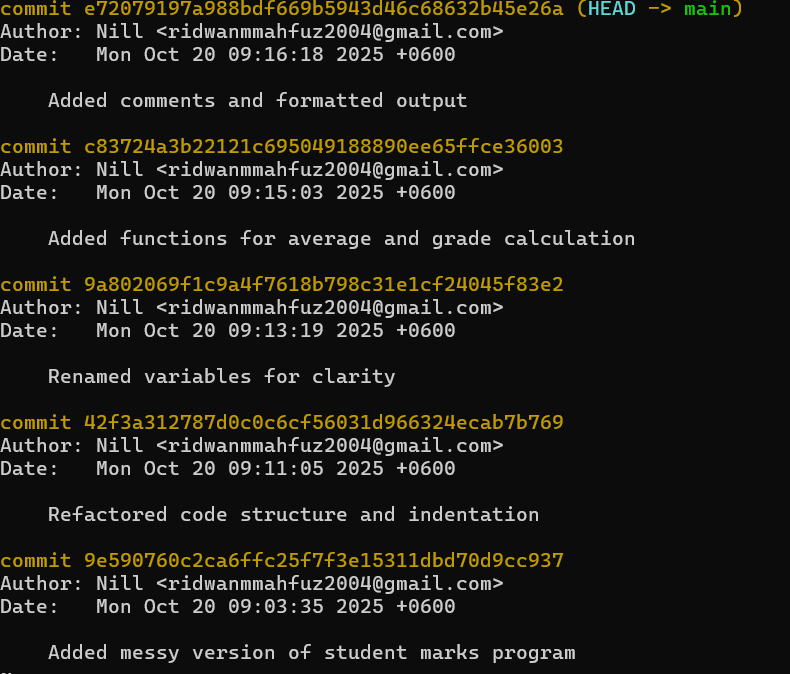 commit e72079197a988bdf669b5943d46c68632b45e26a (HEAD -> main)
Author: Nill <ridwanmmahfuz2004@gmail.com>
Date:   Mon Oct 20 09:16:18 2025 +0600
    Added comments and formatted output
commit c83724a3b22121c695049188890ee65ffce36003
Author: Nill <ridwanmmahfuz2004@gmail.com>
Date:   Mon Oct 20 09:15:03 2025 +0600
    Added functions for average and grade calculation
commit 9a802069f1c9a4f7618b798c31e1cf24045f83e2
Author: Nill <ridwanmmahfuz2004@gmail.com>
Date:   Mon Oct 20 09:13:19 2025 +0600
    Renamed variables for clarity
commit 42f3a312787d0c0c6cf56031d966324ecab7b769
Author: Nill <ridwanmmahfuz2004@gmail.com>
Date:   Mon Oct 20 09:11:05 2025 +0600
    Refactored code structure and indentation
commit 9e590760c2ca6ffc25f7f3e15311dbd70d9cc937
Author: Nill <ridwanmmahfuz2004@gmail.com>
Date:   Mon Oct 20 09:03:35 2025 +0600
    Added messy version of student marks program